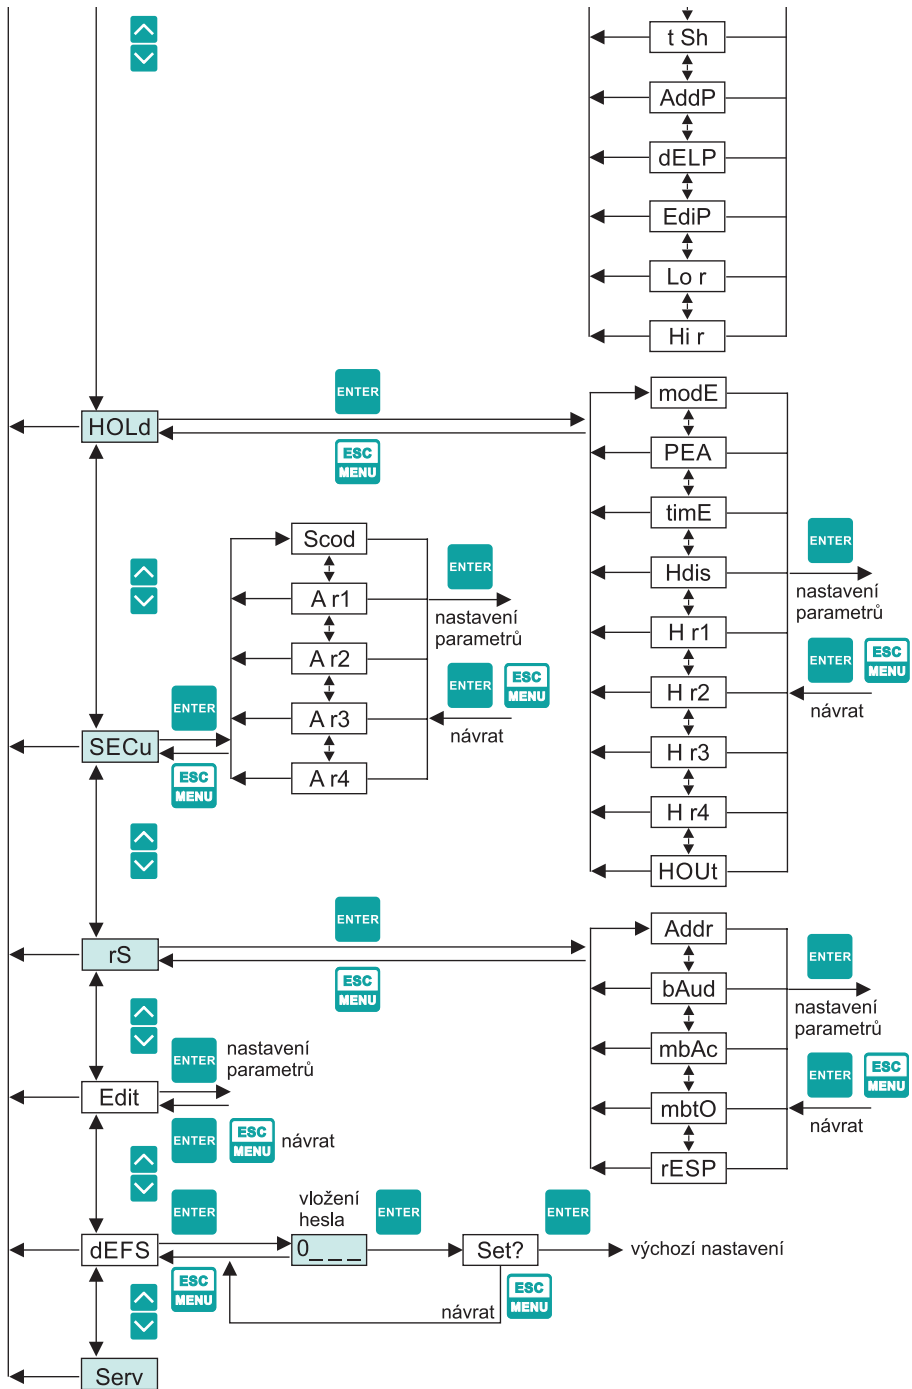 t Sh
AddP
dELP
EdiP
Lo r
Hi r
ENTER
HOLd
ESC
MENU
modE
PEA
timE
Hdis
H r1
H r2
H r3
H r4
HOUt
ENTER
nastavení
parametrů
ENTER
ESC
MENU
návrat
Scod
A r1
A r2
A r3
A r4
ENTER
nastavení
parametrů
ENTER
ESC
MENU
návrat
ENTER
SECu
ESC
MENU
ENTER
rS
ESC
MENU
Addr
bAud
mbAc
mbtO
rESP
ENTER
nastavení
parametrů
ENTER
ESC
MENU
návrat
ENTER
nastavení
parametrů
Edit
ENTER
ESC
MENU
návrat
ENTER
vložení
hesla
ENTER
ENTER
dEFS
0_ _ _
Set?
výchozí nastavení
ESC
MENU
návrat
ESC
MENU
Serv